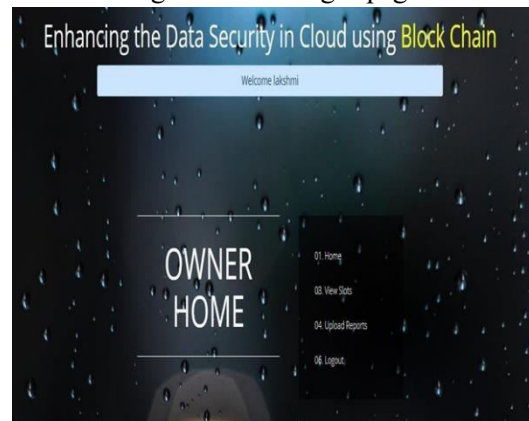 Enhancing the Data Security in Cloud using Block Chain
Welcome lakshmi
OWNER
HOME
01. Home
03. View Slots
04. Upload Reports
06. Logout